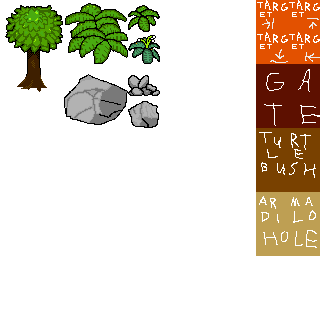 TARG TARG
ET ET
TARG TARG
ET ET
GA
TE
TURT
LE
BUSH
AR MA
DI LO
HOLE